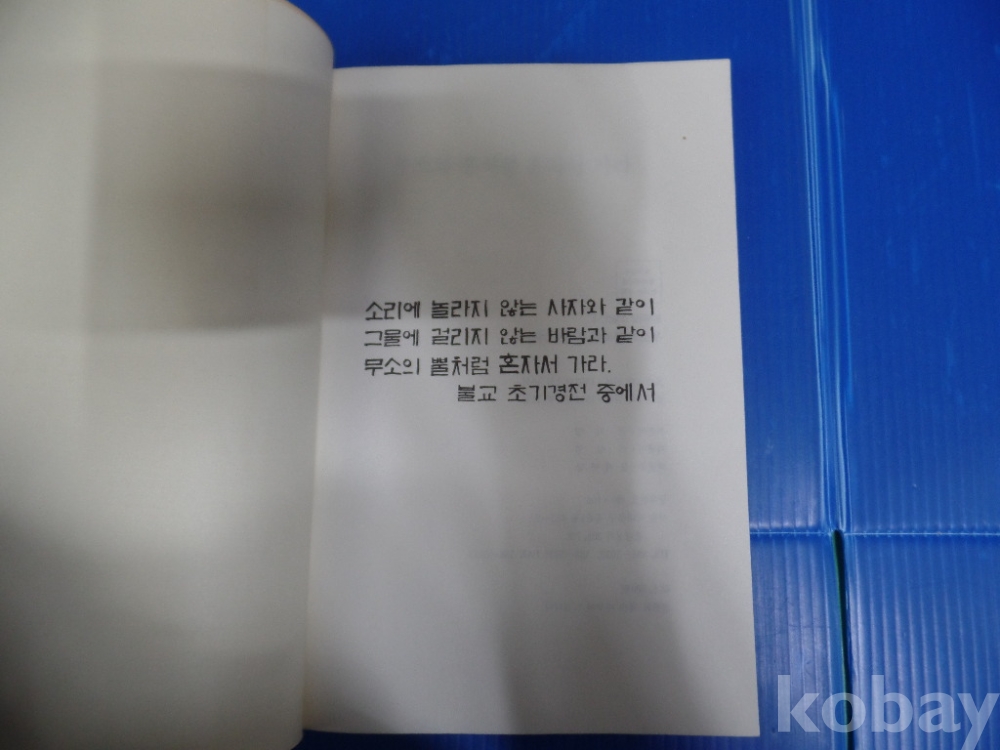 소리에 놀라지 않는 사자와 같이
그물에 걸리지 않는 바람과 같이
무소의 뿔처럼 혼자서 가라.
불교 초기경전 중에서
kobay